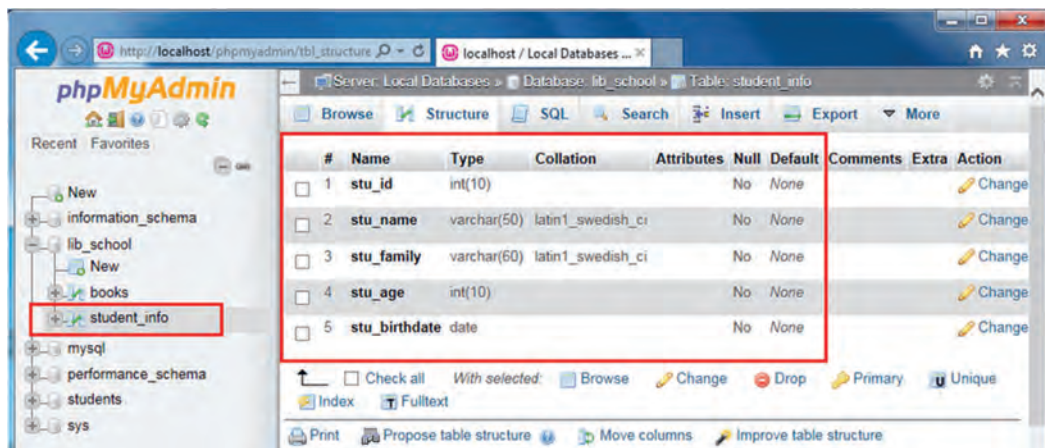 http://localhost/phpmyadmin/tbl_structure
localhost / Local Databases ...
phpMyAdmin
Recent Favorites
New
information_schema
lib_school
New
books
student_info
mysql
performance_schema
students
sys
Server: Local Databases » Database: lib_school » Table: student_info
Browse Structure SQL Search Insert Export More
# Name Type Collation Attributes Null Default Comments Extra Action
1 stu_id int(10) No None Change
2 stu_name varchar(50) latin1_swedish_ci No None Change
3 stu_family varchar(60) latin1_swedish_ci No None Change
4 stu_age int(10) No None Change
5 stu_birthdate date No None Change
Check all With selected: Browse Change Drop Primary Unique
Index Fulltext
Print Propose table structure Move columns Improve table structure